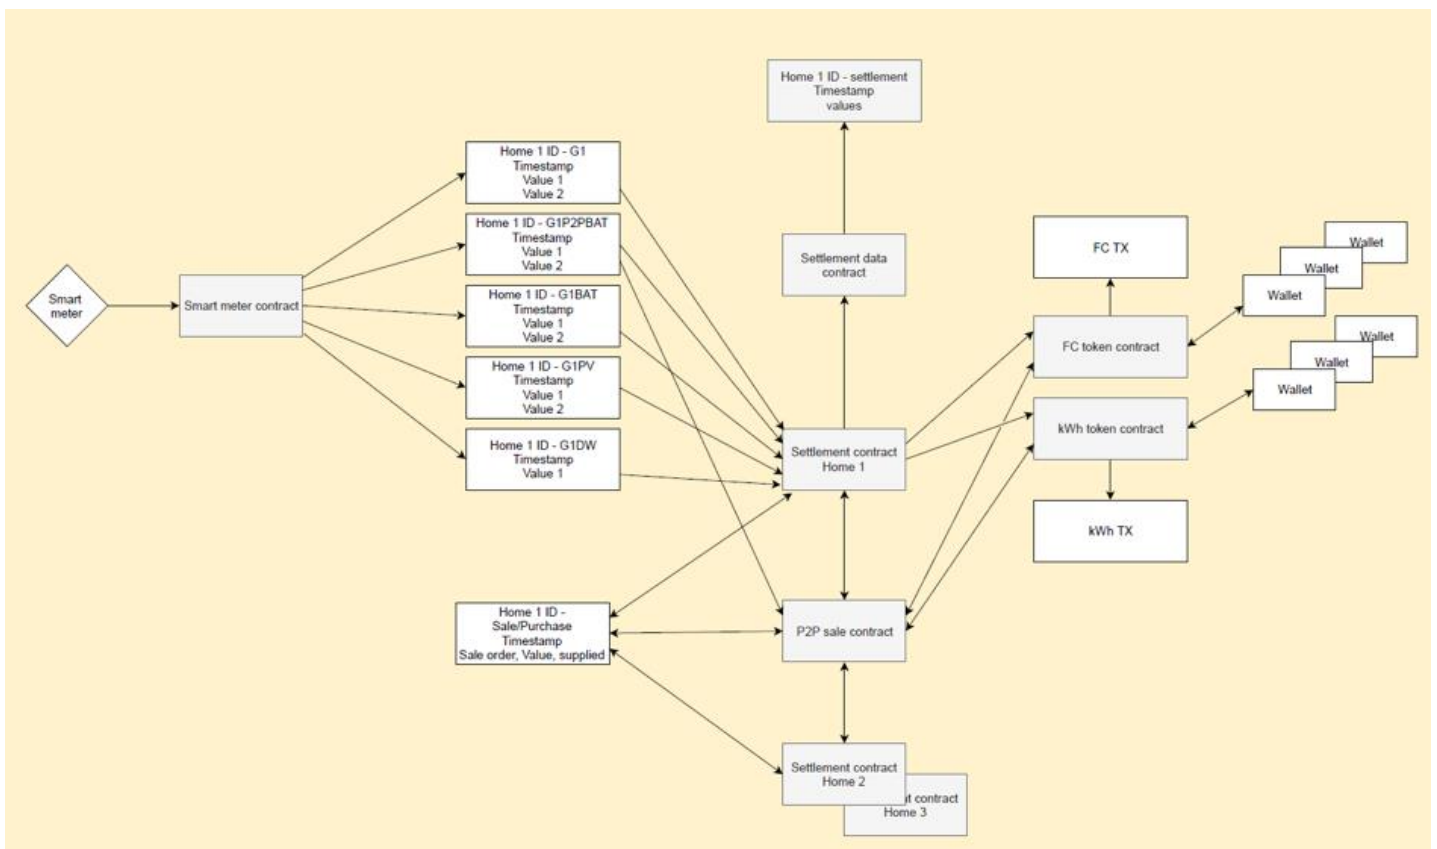 Home 1 ID - settlement
Timestamp
values
Home 1 ID - G1
Timestamp
Value 1
Value 2
Home 1 ID - G1P2PBAT
Timestamp
Value 1
Value 2
Home 1 ID - G1BAT
Timestamp
Value 1
Value 2
Home 1 ID - G1PV
Timestamp
Value 1
Value 2
Home 1 ID - G1DW
Timestamp
Value 1
Smart
meter
Smart meter contract
Settlement data
contract
Settlement contract
Home 1
FC TX
FC token contract
kWh token contract
kWh TX
Wallet
Wallet
Wallet
Wallet
Wallet
Wallet
Home 1 ID -
Sale/Purchase
Timestamp
Sale order, Value, supplied
P2P sale contract
Settlement contract
Home 2
contract
Home 3